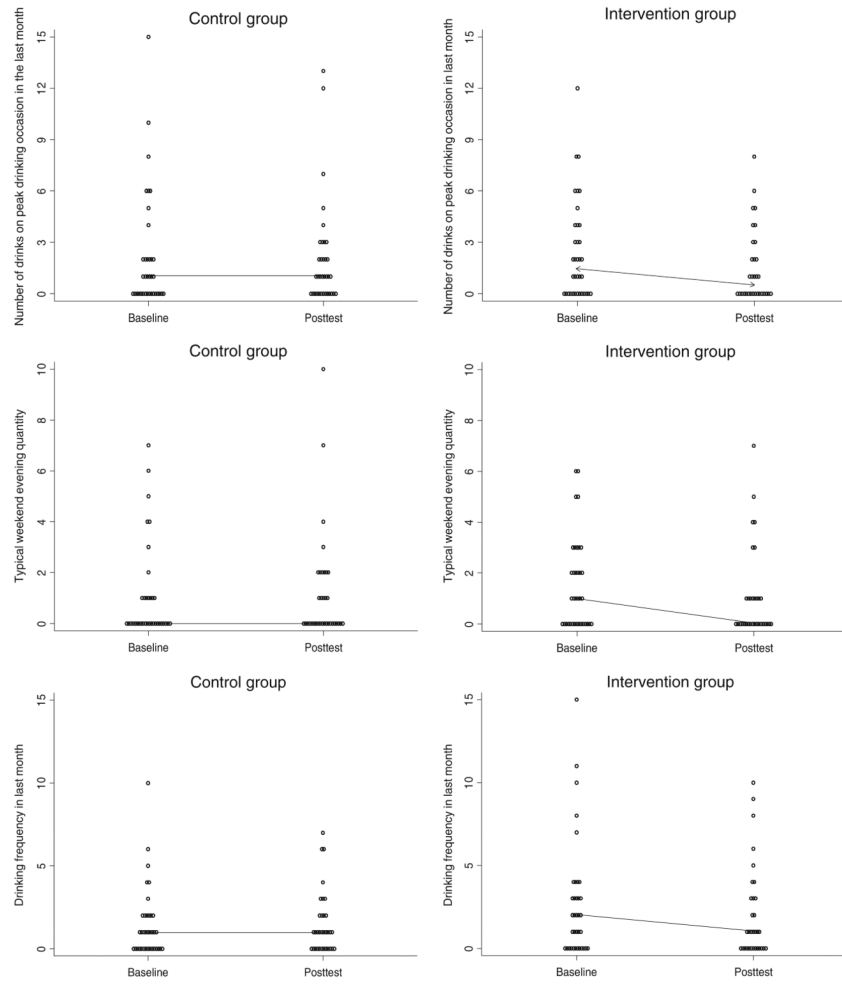 Control group
Number of drinks on peak drinking occasion in the last month
15
12
9
6
3
0
Baseline
Posttest
Intervention group
Number of drinks on peak drinking occasion in last month
15
12
9
6
3
0
Baseline
Posttest
Control group
Typical weekend evening quantity
10
8
6
4
2
0
Baseline
Posttest
Intervention group
Typical weekend evening quantity
10
8
6
4
2
0
Baseline
Posttest
Control group
Drinking frequency in last month
15
10
5
0
Baseline
Posttest
Intervention group
Drinking frequency in last month
15
10
5
0
Baseline
Posttest